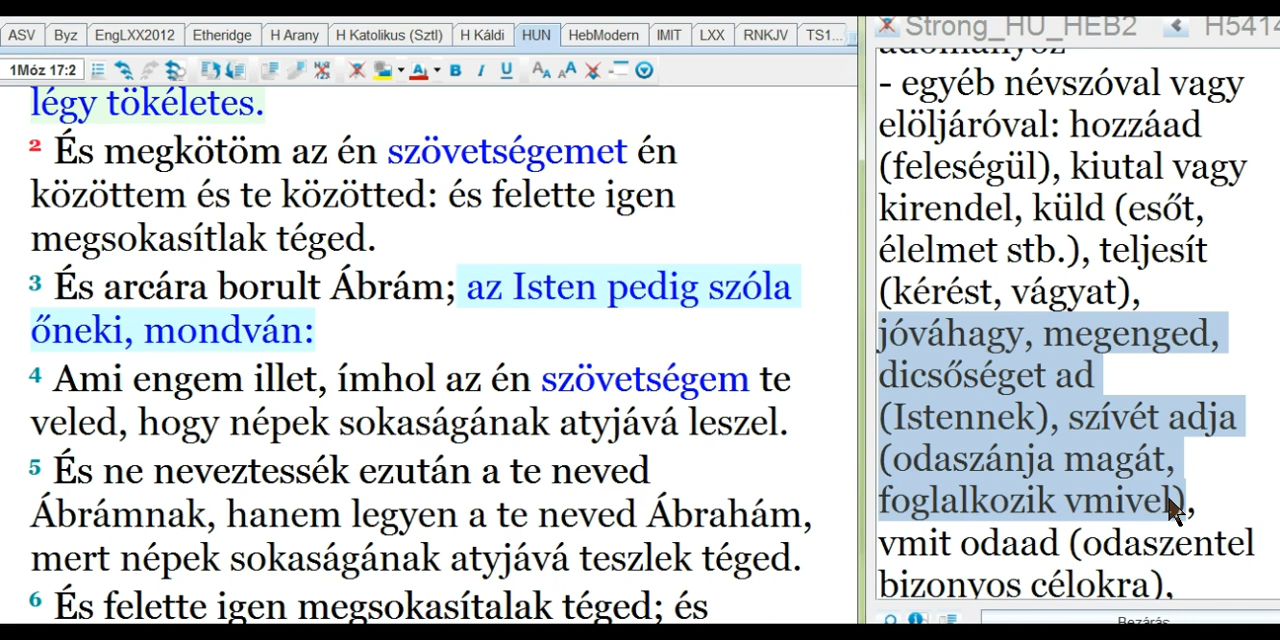 ASV Byz EngLXX2012 Etheridge H Arany H Katolikus (Sztl) H Káldi HUN HebModern IMIT LXX RNKJV TS1...
1Móz 17:2
légy tökéletes.
2 És megkötöm az én szövetségemet én
közöttem és te közötted: és felette igen
megsokasítlak téged.
3 És arcára borult Ábrám; az Isten pedig szóla
őneki, mondván:
4 Ami engem illet, ímhol az én szövetségem te
veled, hogy népek sokaságának atyjává leszel.
5 És ne neveztessék ezután a te neved
Ábrámnak, hanem legyen a te neved Ábrahám,
mert népek sokaságának atyjává teszlek téged.
6 És felette igen megsokasítalak téged; és
Strong_HU_HEB2 H5414
adományoz
- egyéb névszóval vagy
elöljáróval: hozzáad
(feleségül), kiutal vagy
kirendel, küld (esőt,
élelmet stb.), teljesít
(kérést, vágyat),
jóváhagy, megenged,
dicsőséget ad
(Istennek), szívét adja
(odaszánja magát,
foglalkozik vmivel),
vmit odaad (odaszentel
bizonyos célokra),
Bezárás